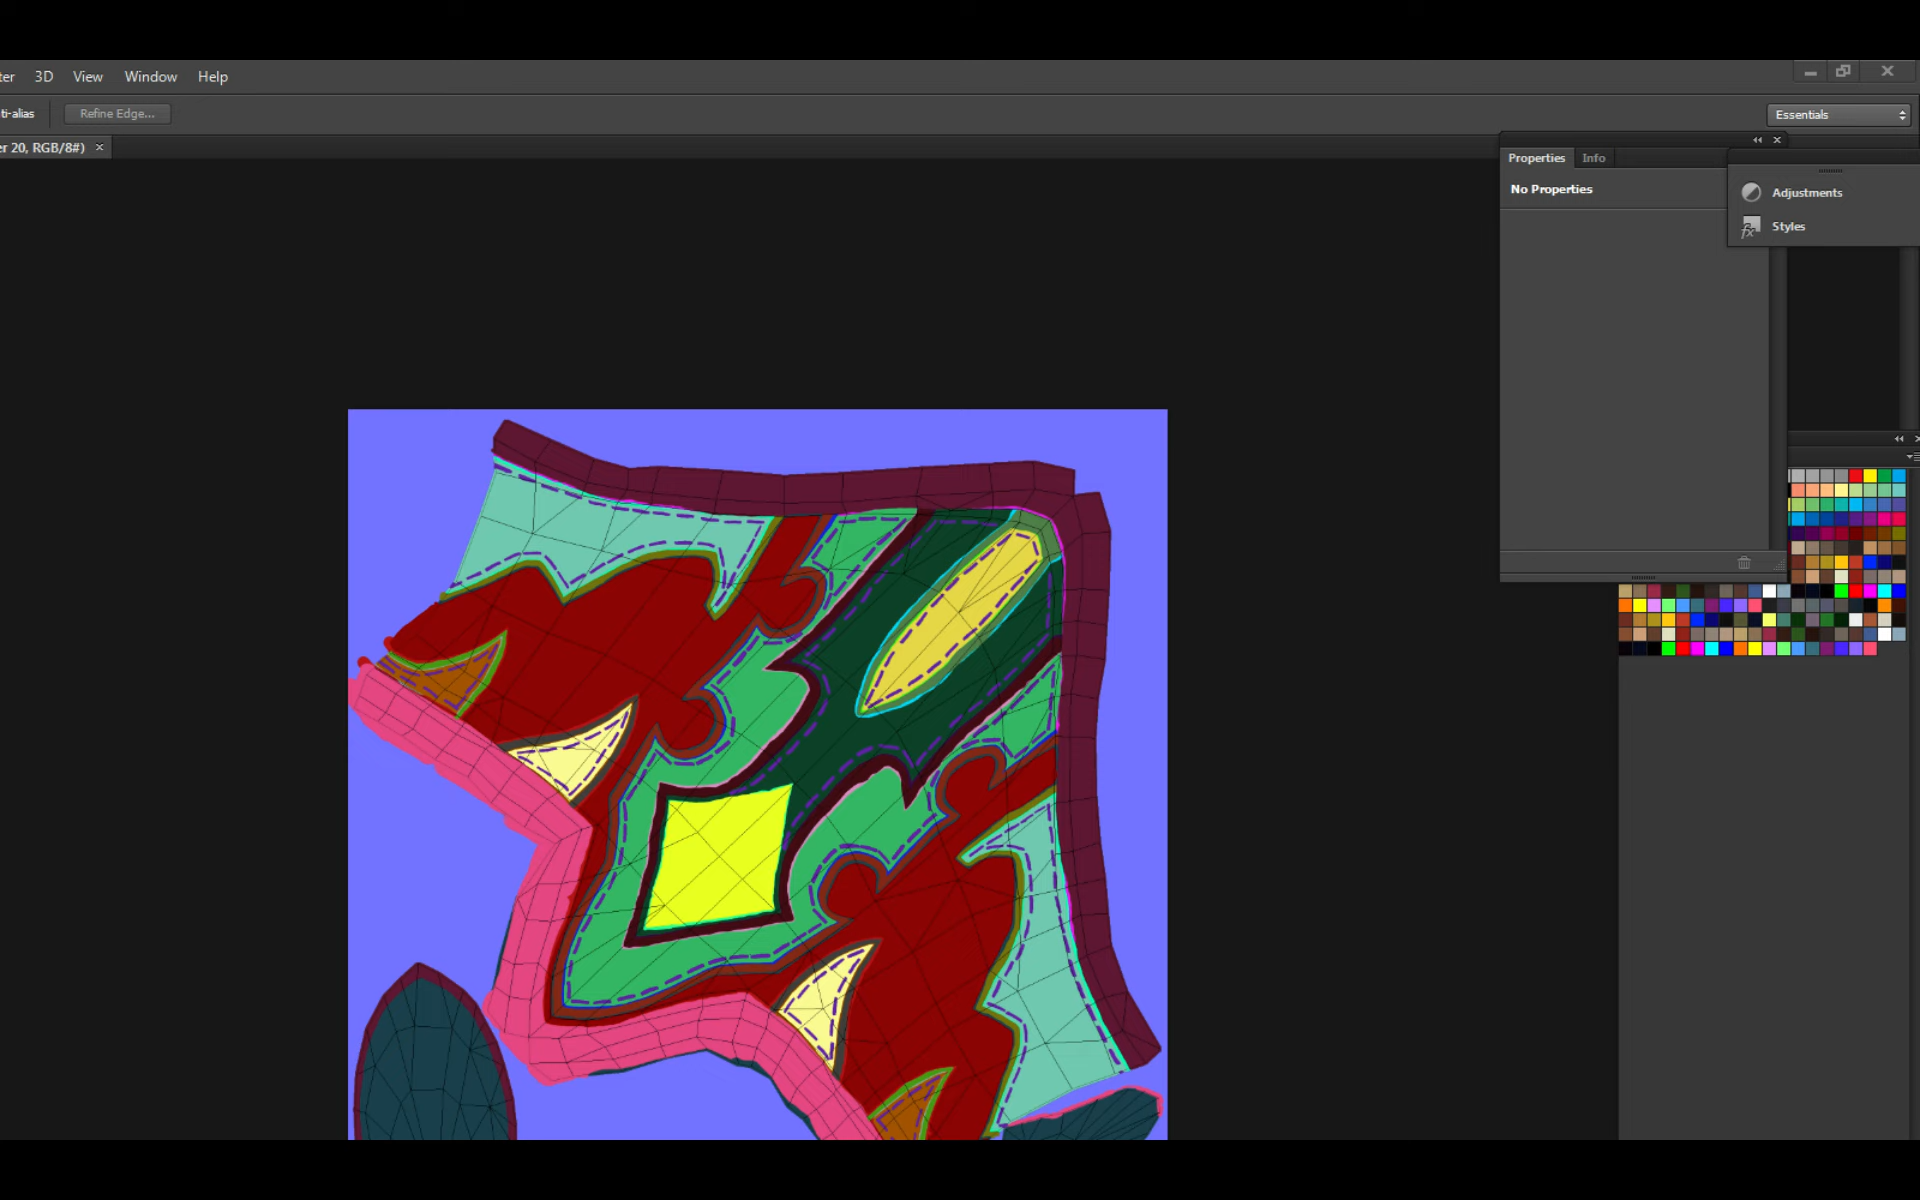 ter 3D View Window Help
ti-alias Refine Edge... Essentials
er 20, RGB/8#) ×
Properties Info
No Properties
Adjustments
fx Styles